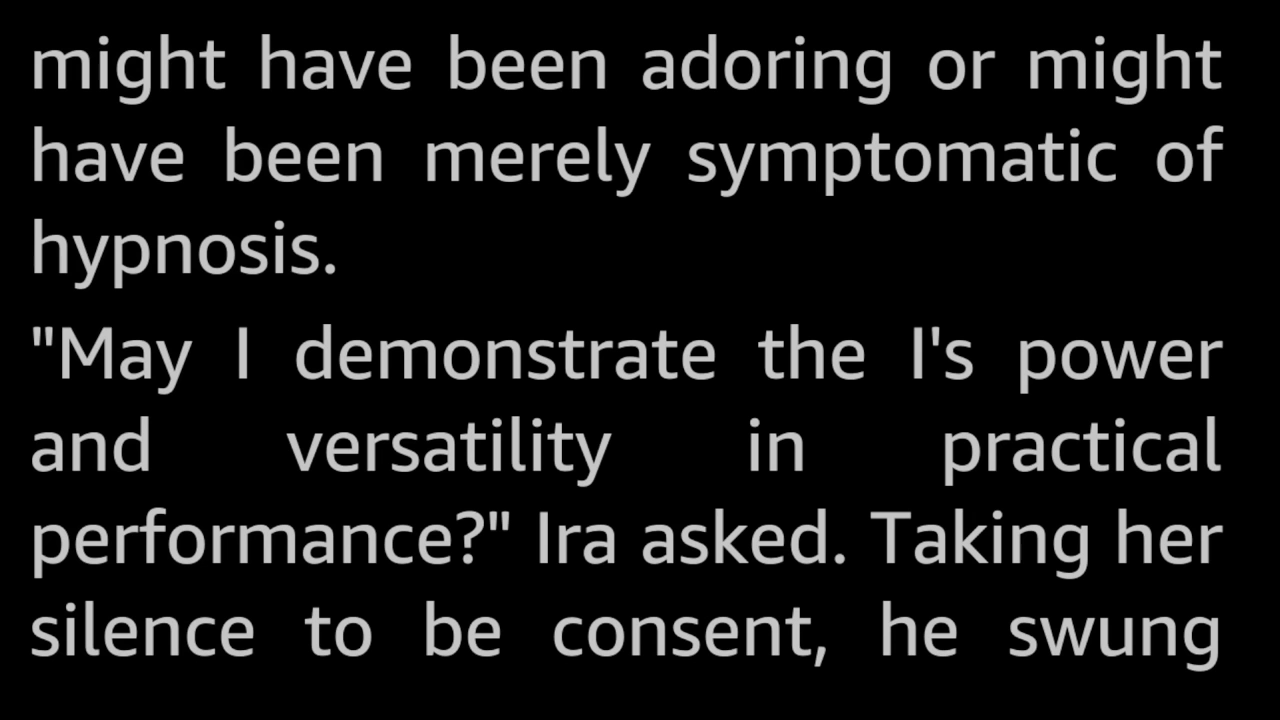 might have been adoring or might
have been merely symptomatic of
hypnosis.
"May I demonstrate the I's power
and versatility in practical
performance?" Ira asked. Taking her
silence to be consent, he swung